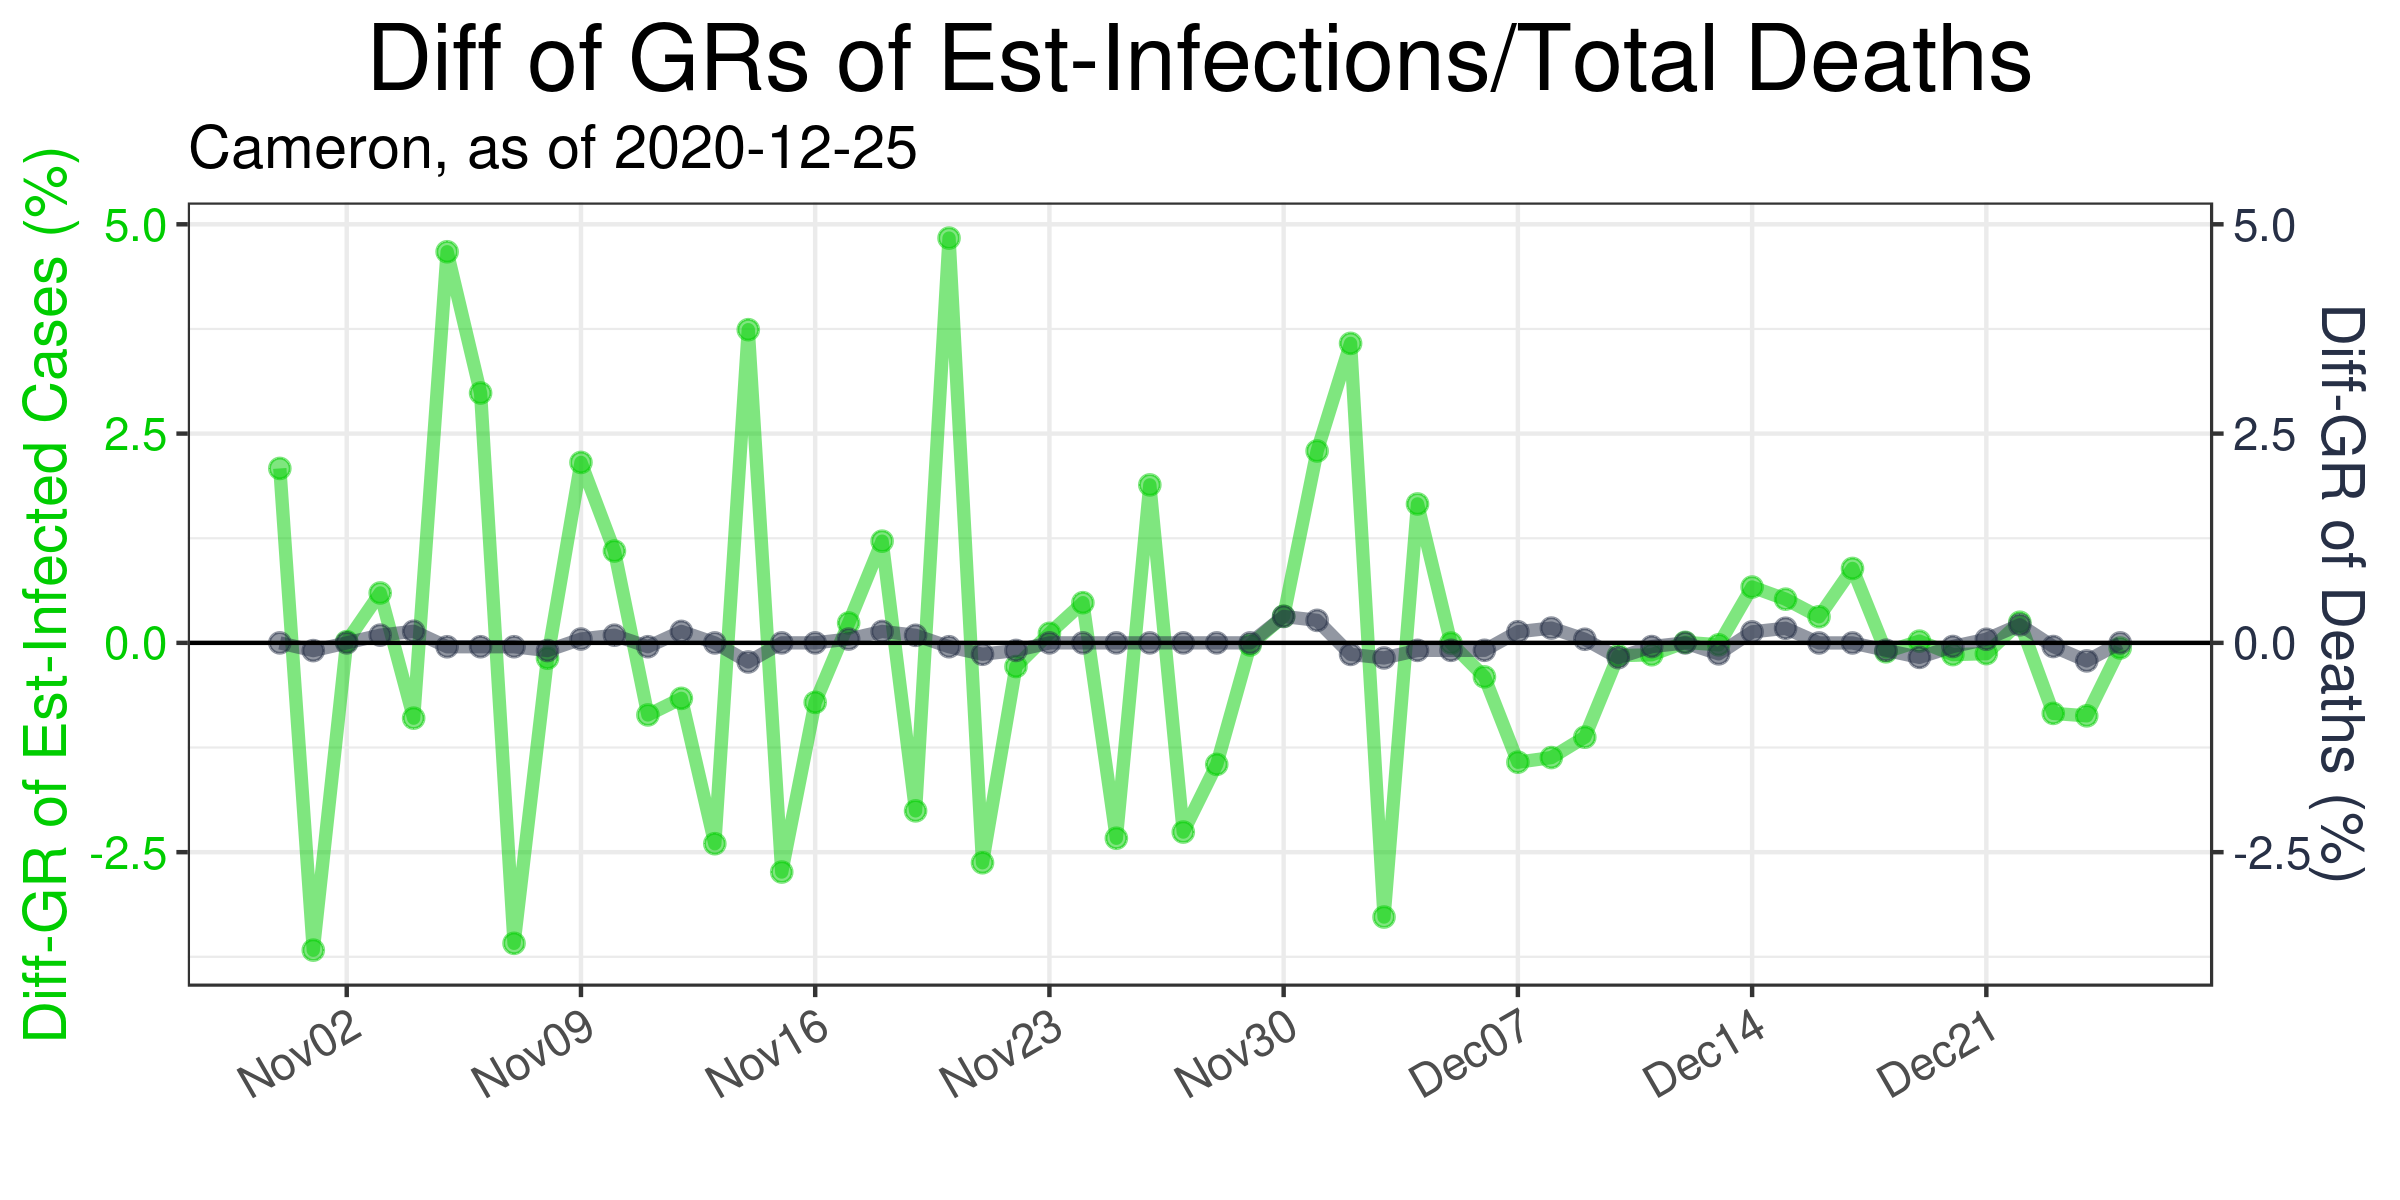 Diff of GRs of Est-Infections/Total Deaths
Cameron, as of 2020-12-25
Diff-GR of Est-Infected Cases (%)
5.0
2.5
0.0
-2.5
5.0
2.5
0.0
-2.5
Diff-GR of Deaths (%)
Nov02
Nov09
Nov16
Nov23
Nov30
Dec07
Dec14
Dec21